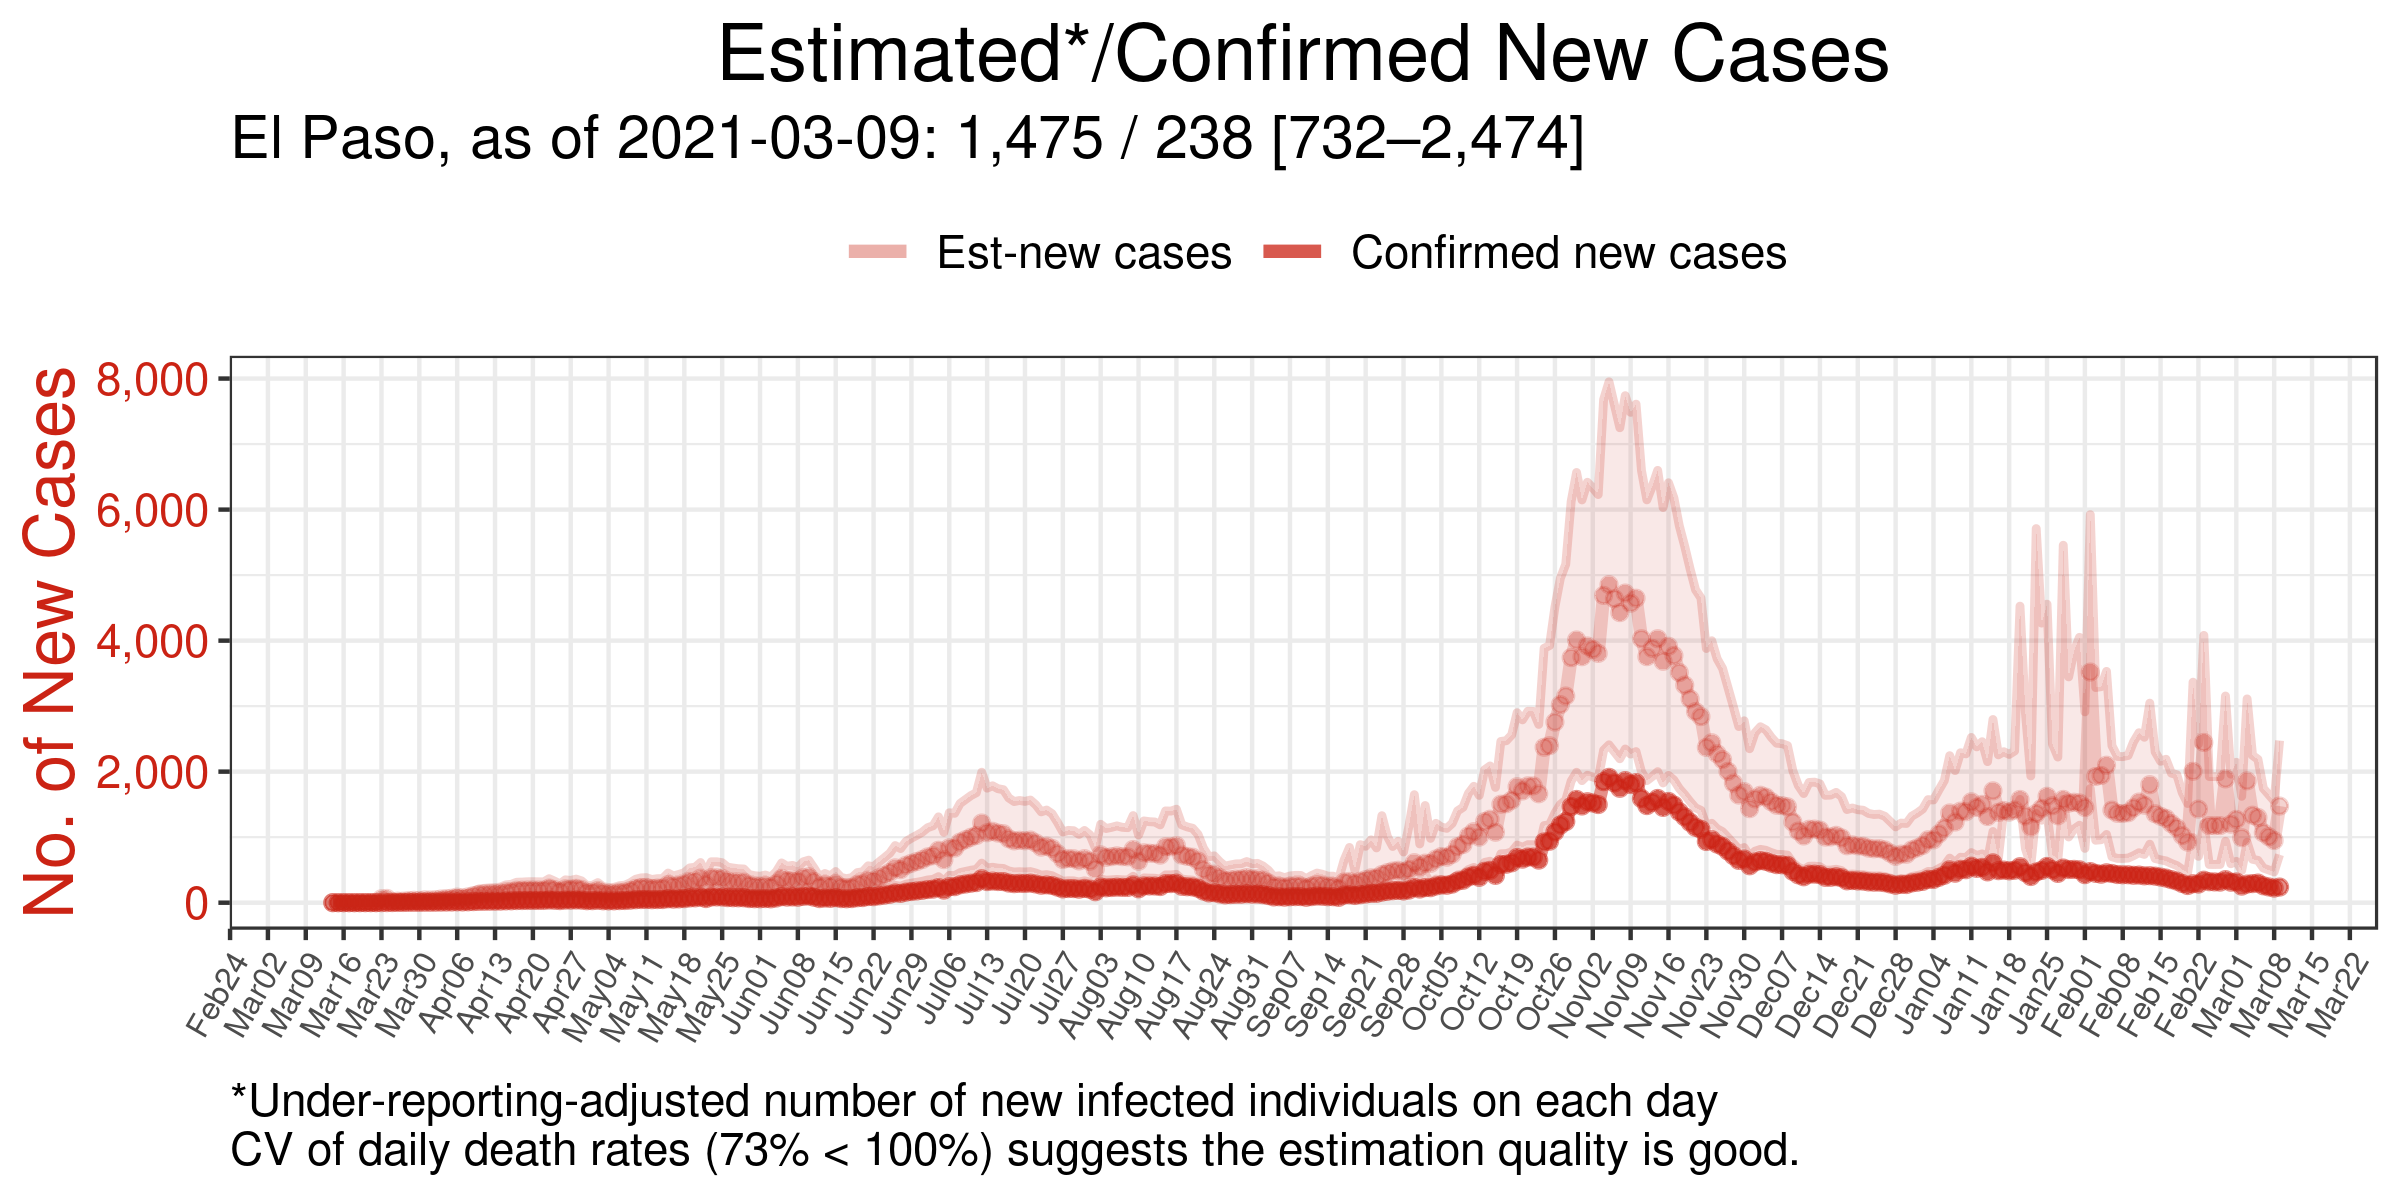 Estimated*/Confirmed New Cases
El Paso, as of 2021-03-09: 1,475 / 238 [732–2,474]
Est-new cases
Confirmed new cases
No. of New Cases
8,000
6,000
4,000
2,000
0
Feb24
Mar02
Mar09
Mar16
Mar23
Mar30
Apr06
Apr13
Apr20
Apr27
May04
May11
May18
May25
Jun01
Jun08
Jun15
Jun22
Jun29
Jul06
Jul13
Jul20
Jul27
Aug03
Aug10
Aug17
Aug24
Aug31
Sep07
Sep14
Sep21
Sep28
Oct05
Oct12
Oct19
Oct26
Nov02
Nov09
Nov16
Nov23
Nov30
Dec07
Dec14
Dec21
Dec28
Jan04
Jan11
Jan18
Jan25
Feb01
Feb08
Feb15
Feb22
Mar01
Mar08
Mar15
Mar22
*Under-reporting-adjusted number of new infected individuals on each day
CV of daily death rates (73% < 100%) suggests the estimation quality is good.